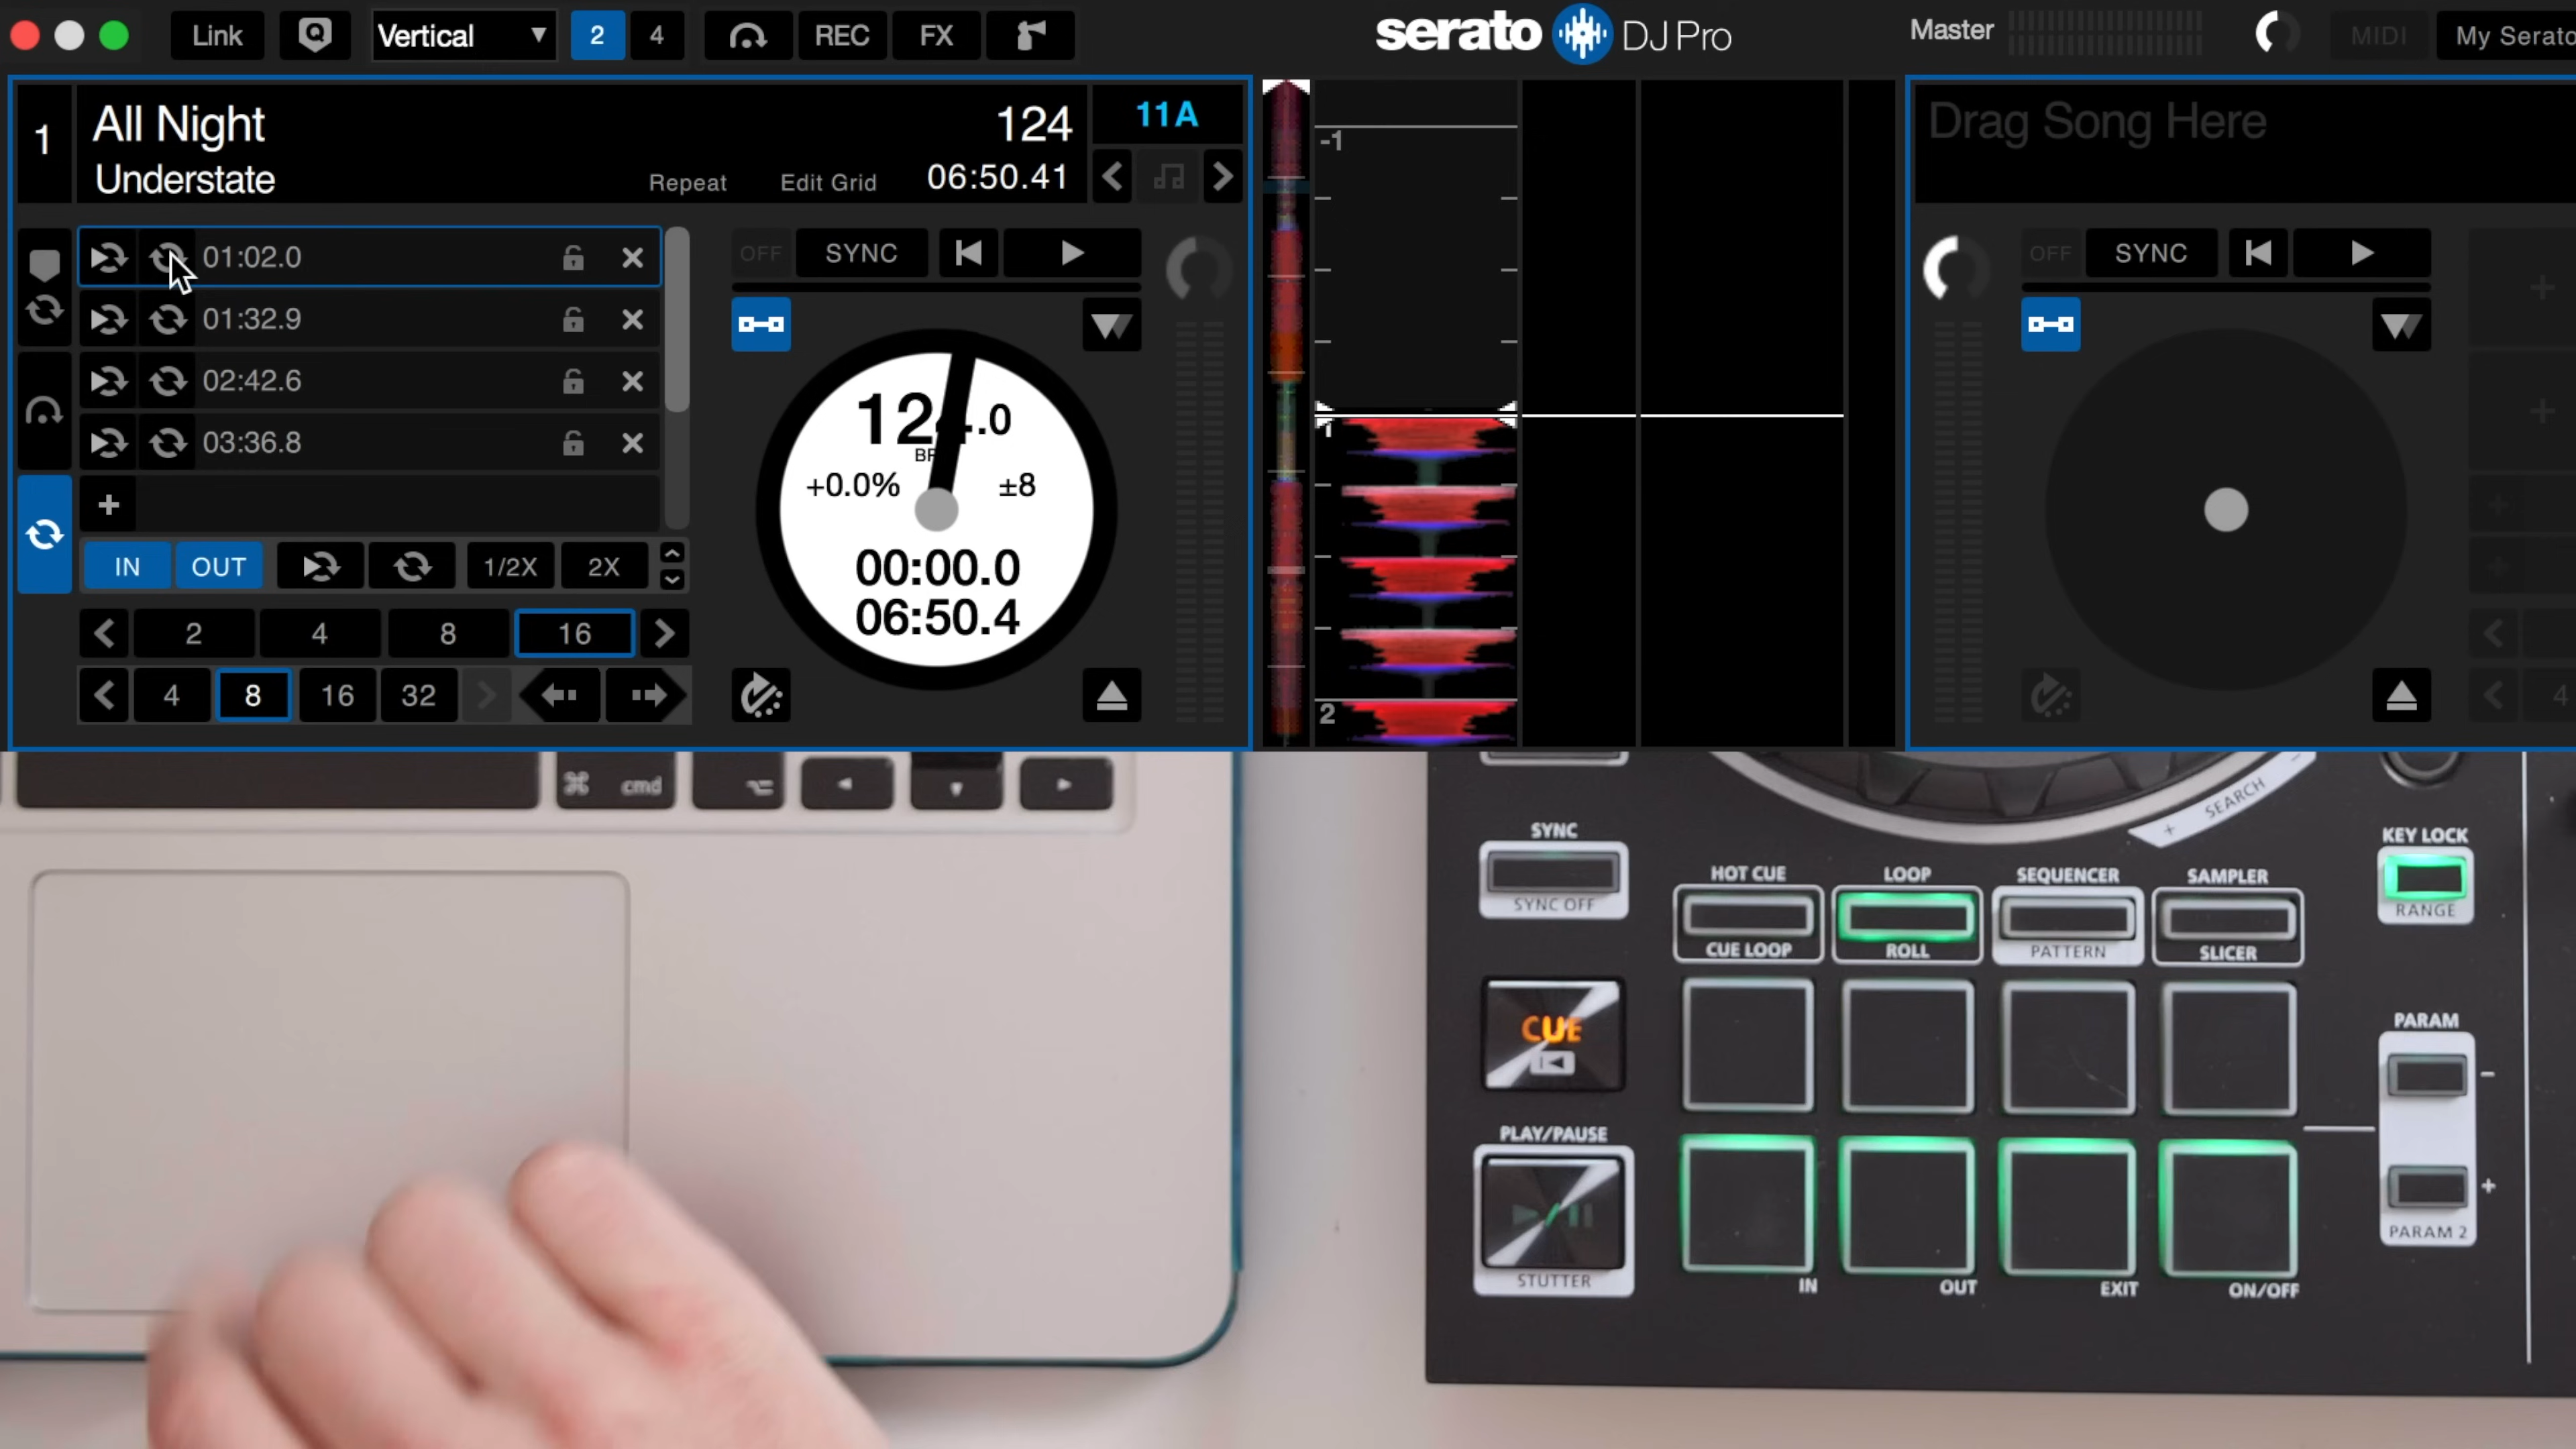 Link
Vertical
2
4
REC
FX
serato DJ Pro
Master
MIDI
My Serato
1
All Night
124
11A
Understate
Repeat
Edit Grid
06:50.41
Drag Song Here
01:02.0
01:32.9
02:42.6
03:36.8
IN
OUT
1/2X
2X
2
4
8
16
4
8
16
32
OFF
SYNC
+0.0%
±8
00:00.0
06:50.4
-1
1
2
OFF
SYNC
4
cmd
SYNC
SYNC OFF
CUE
PLAY/PAUSE
STUTTER
+ SEARCH -
HOT CUE
LOOP
SEQUENCER
SAMPLER
CUE LOOP
ROLL
PATTERN
SLICER
KEY LOCK
RANGE
PARAM
-
+
PARAM 2
IN
OUT
EXIT
ON/OFF